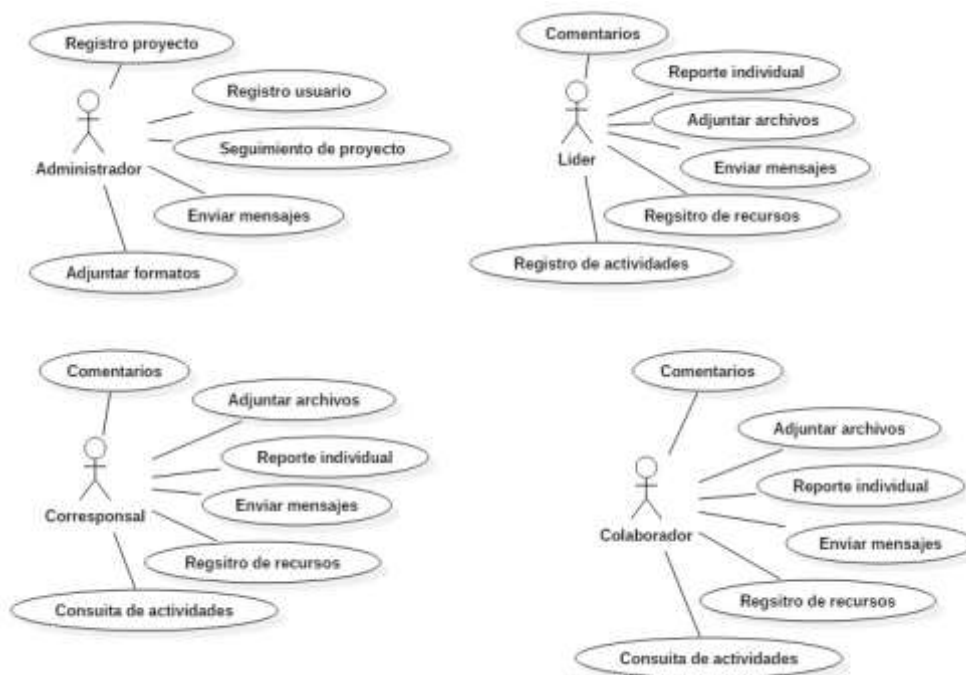 Registro proyecto
Registro usuario
Seguimiento de proyecto
Administrador
Enviar mensajes
Adjuntar formatos
Comentarios
Reporte individual
Adjuntar archivos
Lider
Enviar mensajes
Regsitro de recursos
Registro de actividades
Comentarios
Adjuntar archivos
Reporte individual
Enviar mensajes
Corresponsal
Regsitro de recursos
Consuita de actividades
Comentarios
Adjuntar archivos
Reporte individual
Colaborador
Enviar mensajes
Regsitro de recursos
Consuita de actividades